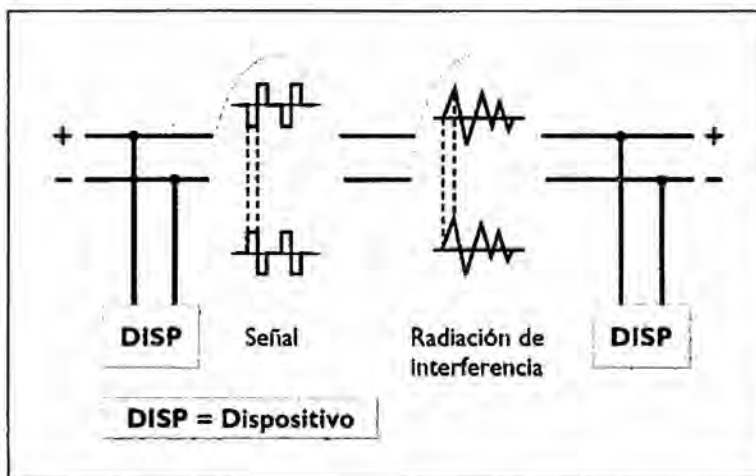 +
+
-
-
DISP
Señal
Radiación de
interferencia
DISP
DISP = Dispositivo